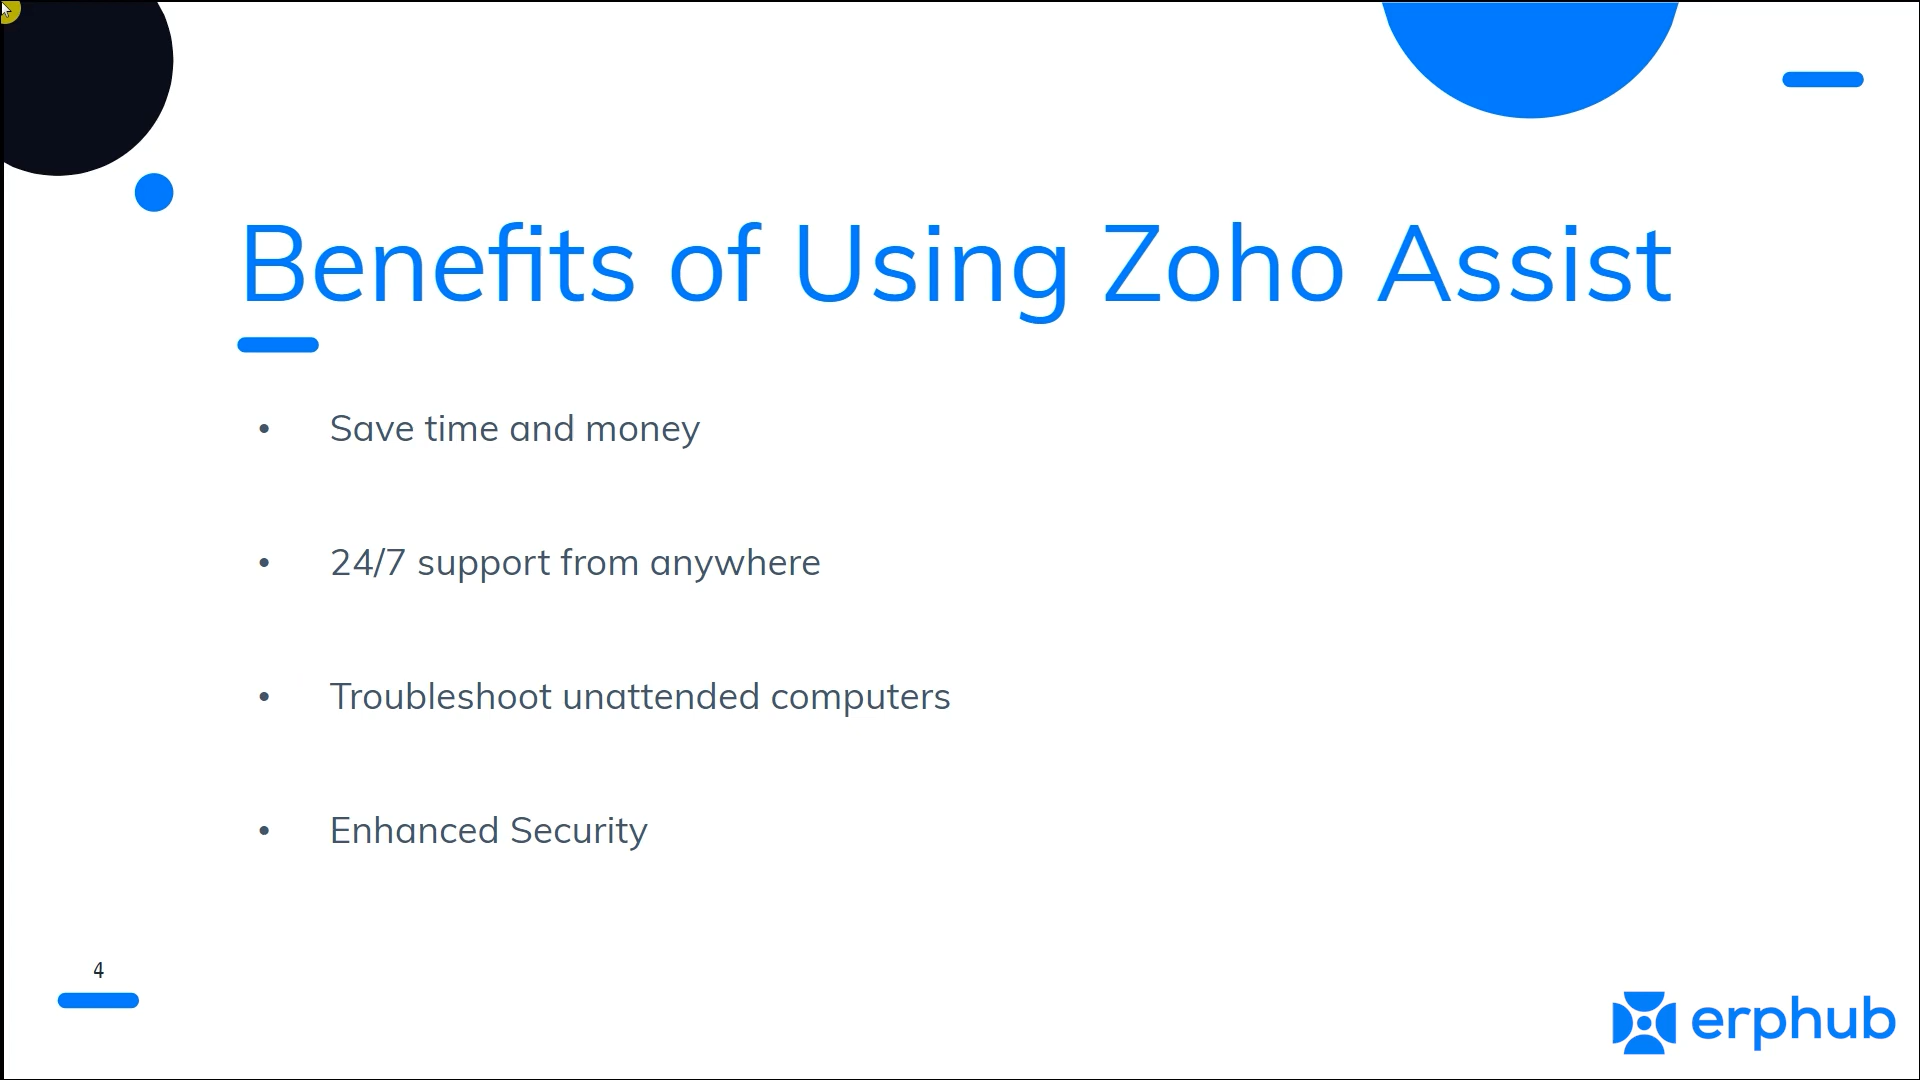 Benefits of Using Zoho Assist
• Save time and money
• 24/7 support from anywhere
• Troubleshoot unattended computers
• Enhanced Security
4
erphub